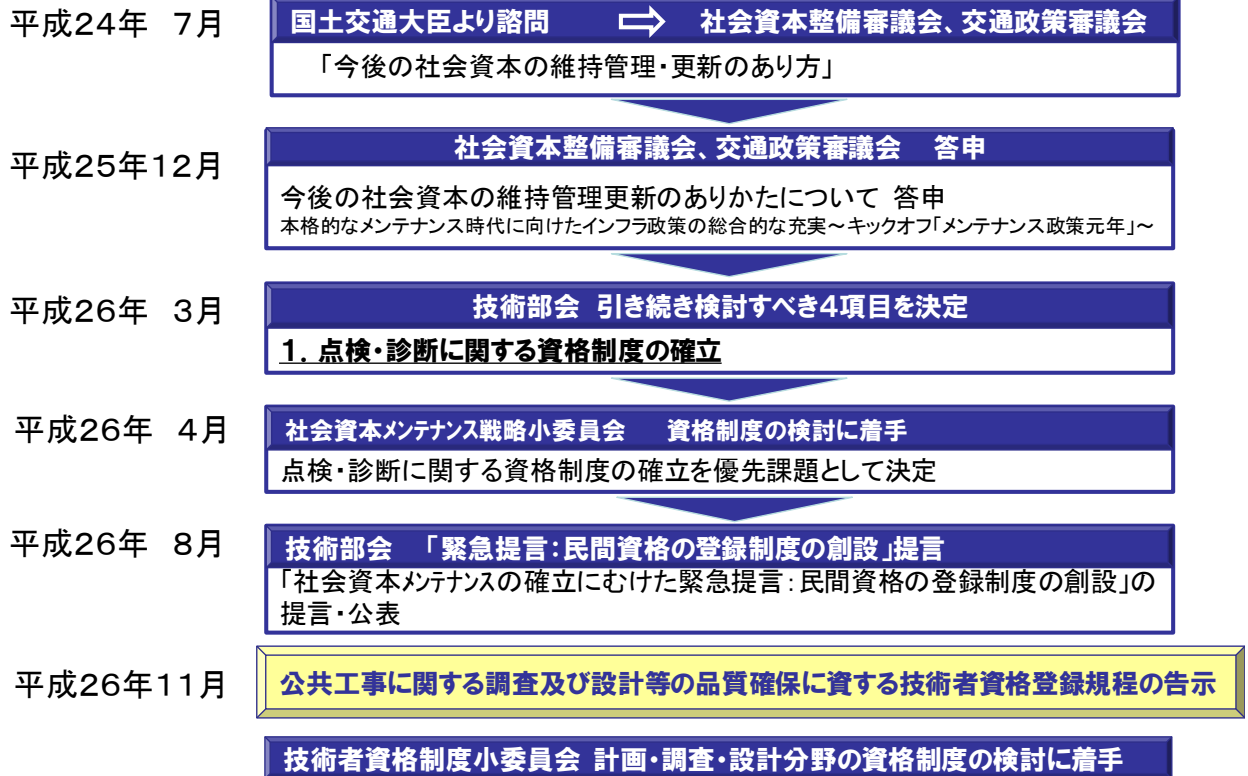 平成24年 7月
国土交通大臣より諮問 ⇨ 社会資本整備審議会、交通政策審議会
「今後の社会資本の維持管理・更新のあり方」
平成25年12月
社会資本整備審議会、交通政策審議会 答申
今後の社会資本の維持管理更新のありかたについて 答申
本格的なメンテナンス時代に向けたインフラ政策の総合的な充実～キックオフ「メンテナンス政策元年」～
平成26年 3月
技術部会 引き続き検討すべき4項目を決定
1. 点検・診断に関する資格制度の確立
平成26年 4月
社会資本メンテナンス戦略小委員会 資格制度の検討に着手
点検・診断に関する資格制度の確立を優先課題として決定
平成26年 8月
技術部会 「緊急提言:民間資格の登録制度の創設」提言
「社会資本メンテナンスの確立にむけた緊急提言:民間資格の登録制度の創設」の
提言・公表
平成26年11月
公共工事に関する調査及び設計等の品質確保に資する技術者資格登録規程の告示
技術者資格制度小委員会 計画・調査・設計分野の資格制度の検討に着手